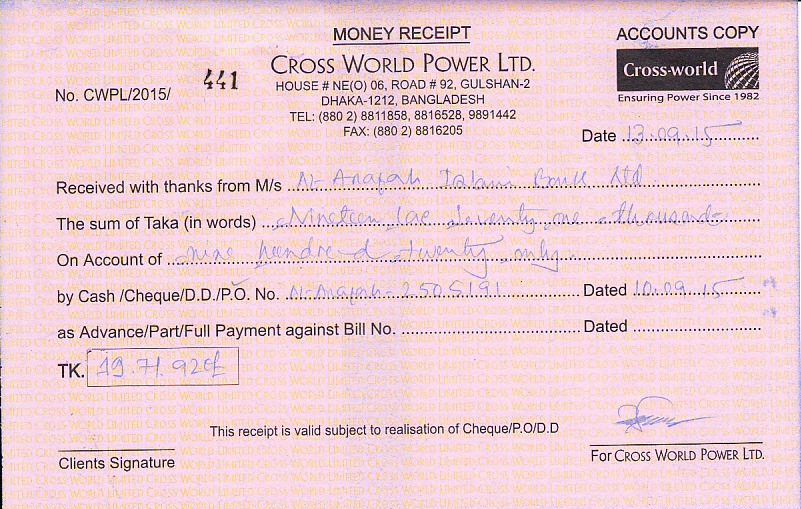 MONEY RECEIPT
ACCOUNTS COPY
CROSS WORLD POWER LTD.
Cross-world
Ensuring Power Since 1982
No. CWPL/2015/ 441
HOUSE # NE(O) 06, ROAD # 92, GULSHAN-2
DHAKA-1212, BANGLADESH
TEL: (880 2) 8811858, 8816528, 9891442
FAX: (880 2) 8816205
Date 13.09.15
Received with thanks from M/s Al-Arafah Islami Bank Ltd
The sum of Taka (in words) Nineteen lac Seventy one thousand
On Account of nine hundred twenty only.
by Cash /Cheque/D.D./P.O. No. Al-Arafah- 2505191 Dated 10.09.15
as Advance/Part/Full Payment against Bill No. Dated
TK. 19.71.920/
This receipt is valid subject to realisation of Cheque/P.O/D.D
Clients Signature
For CROSS WORLD POWER LTD.